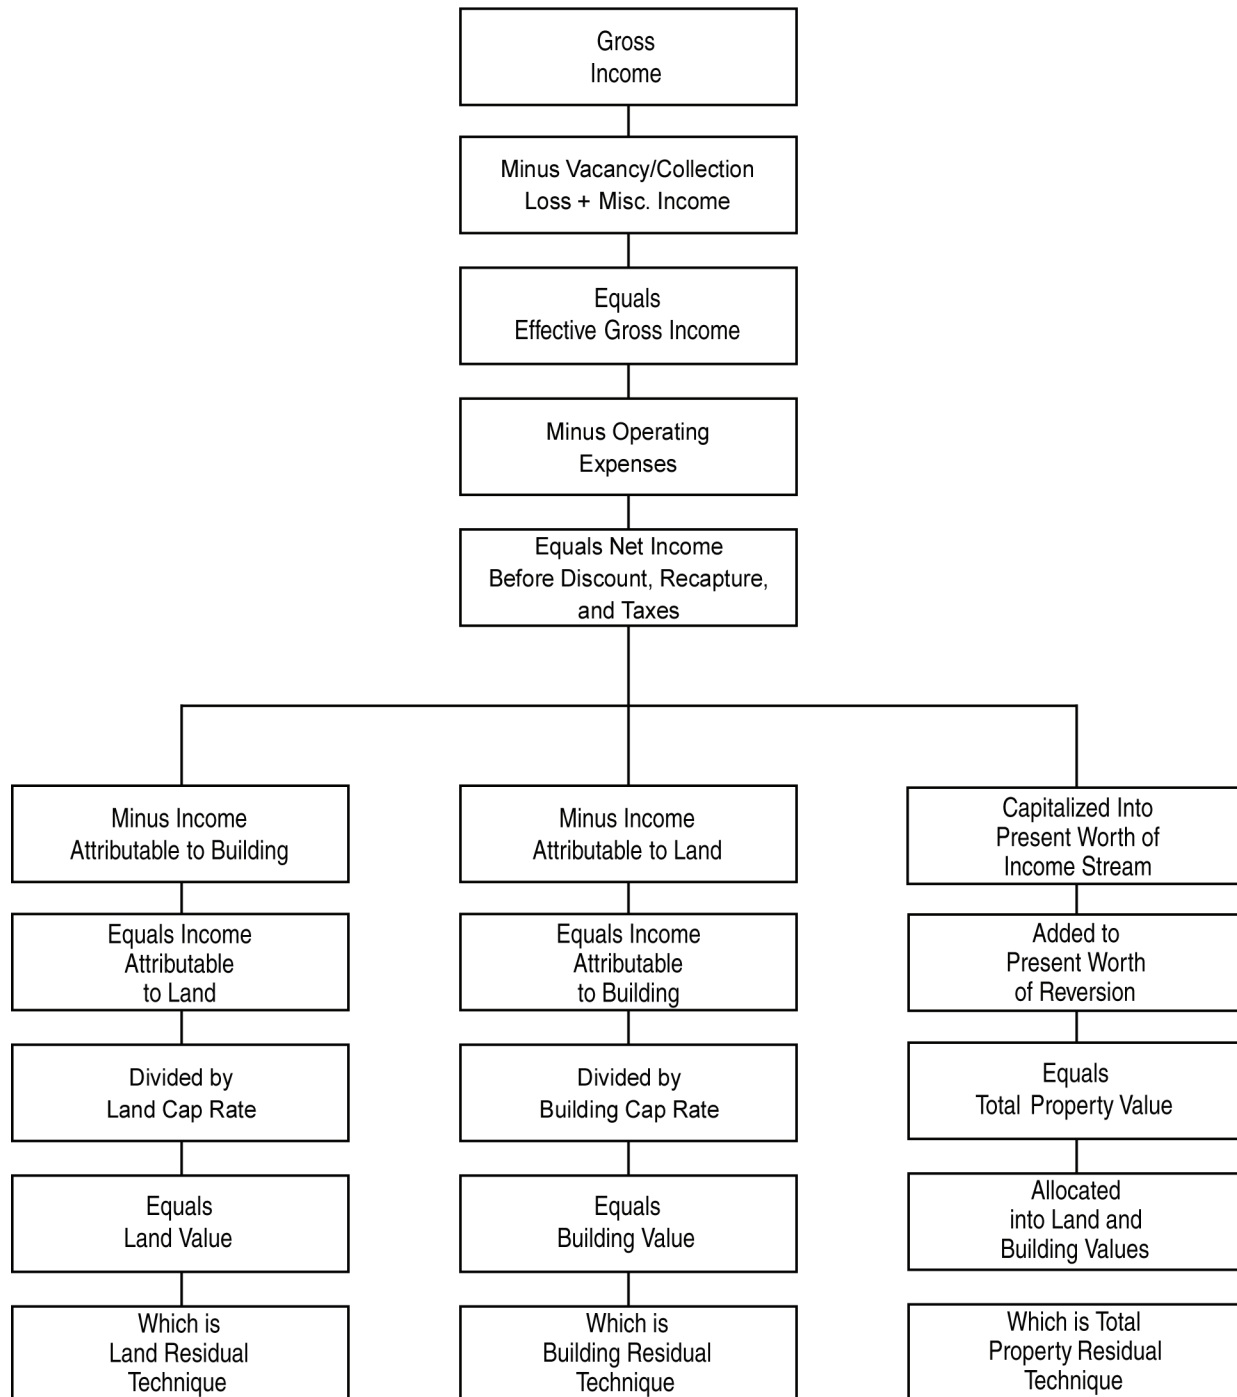 Gross
Income
Minus Vacancy/Collection
Loss + Misc. Income
Equals
Effective Gross Income
Minus Operating
Expenses
Equals Net Income
Before Discount, Recapture,
and Taxes
Minus Income
Attributable to Building
Equals Income
Attributable
to Land
Divided by
Land Cap Rate
Equals
Land Value
Which is
Land Residual
Technique
Minus Income
Attributable to Land
Equals Income
Attributable
to Building
Divided by
Building Cap Rate
Equals
Building Value
Which is
Building Residual
Technique
Capitalized Into
Present Worth of
Income Stream
Added to
Present Worth
of Reversion
Equals
Total Property Value
Allocated
into Land and
Building Values
Which is Total
Property Residual
Technique